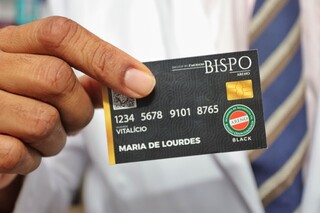 BISPO
1234 5678 9101 8765
VITALÍCIO
MARIA DE LOURDES
BLACK